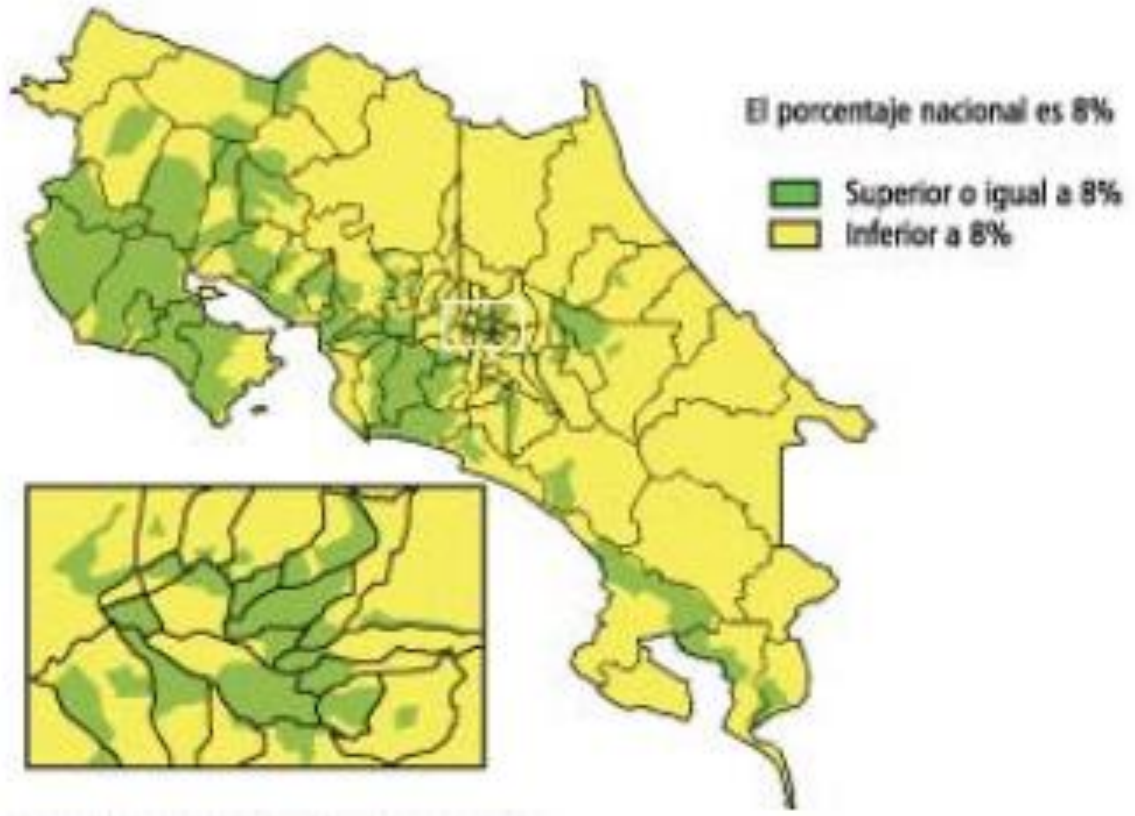 El porcentaje nacional es 8%
Superior o igual a 8%
Inferior a 8%